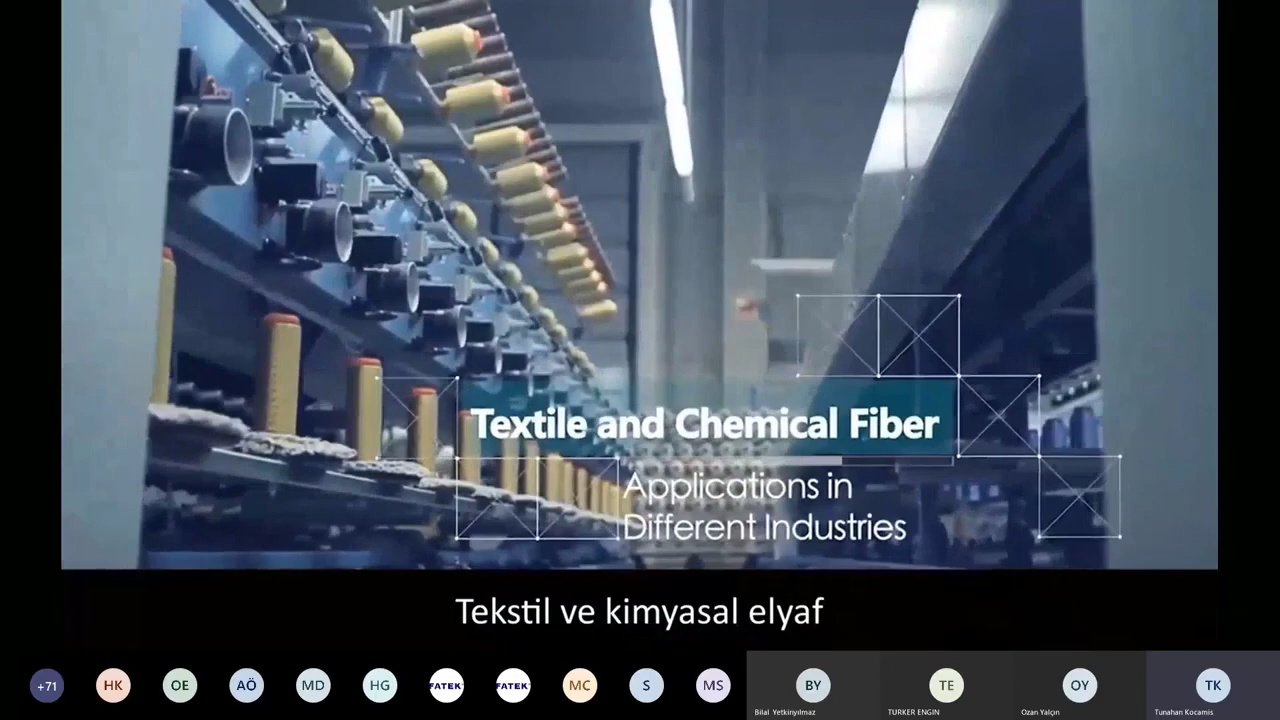 Textile and Chemical Fiber
Applications in
Different Industries
Tekstil ve kimyasal elyaf
+71 HK OE AÖ MD HG FATEK FATEK MC S MS BY TE OY TK
Bilal Yetkinyılmaz TURKER ENGIN Ozan Yalçın Tunahan Kocamis